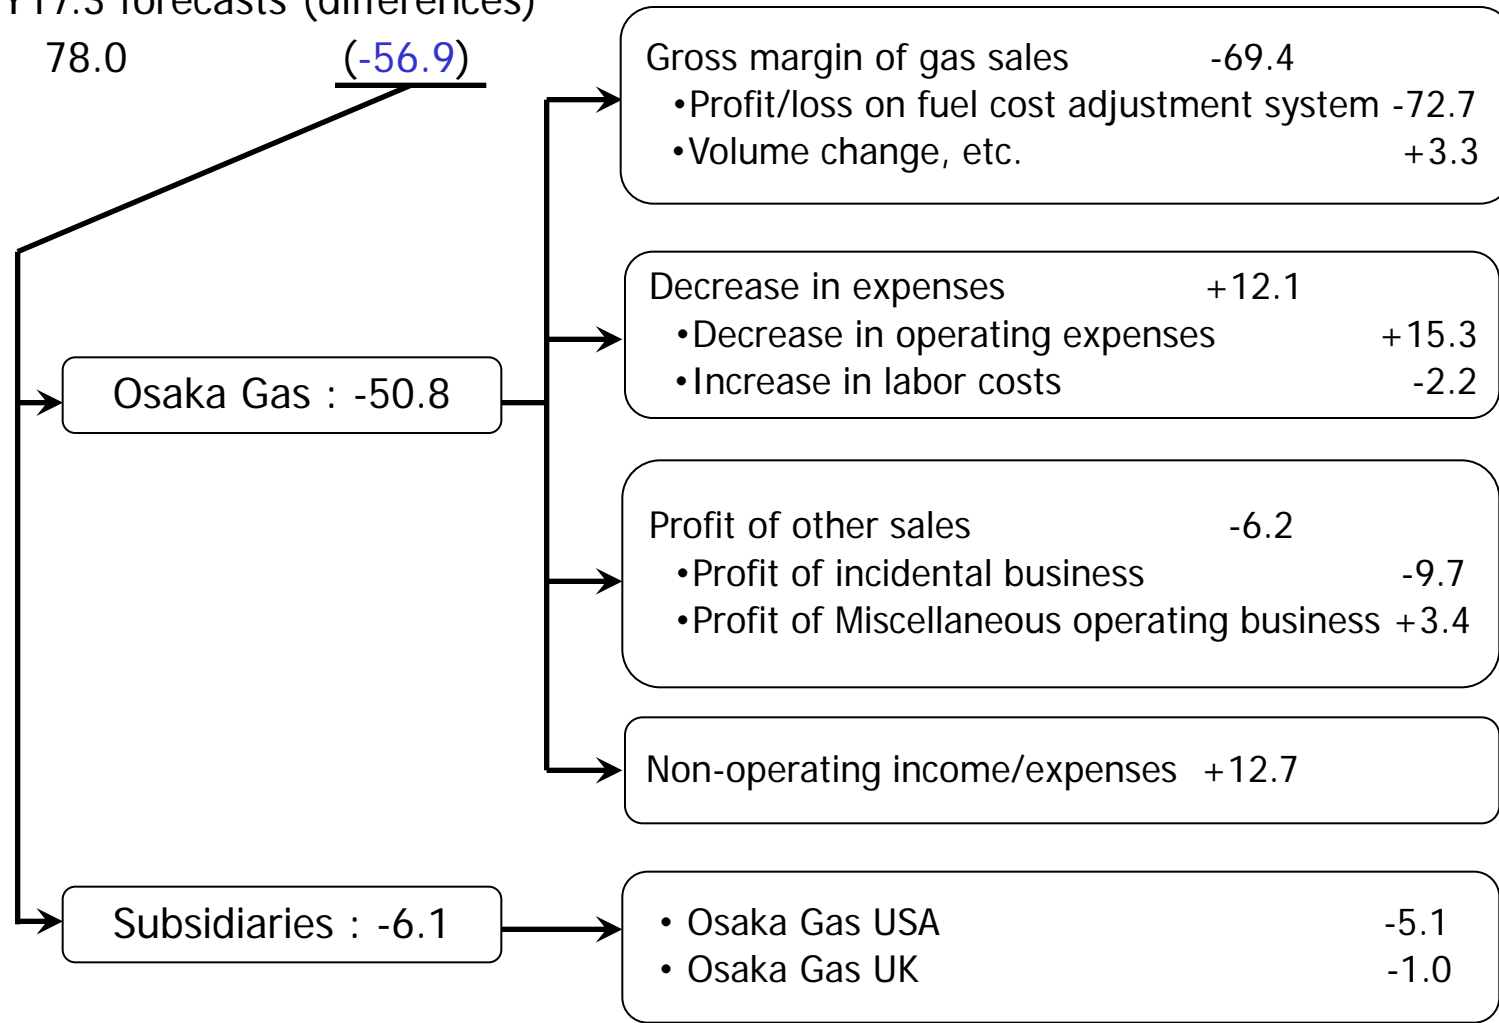 Y17.3 forecasts (differences)
78.0 (-56.9)
Gross margin of gas sales -69.4
•Profit/loss on fuel cost adjustment system -72.7
•Volume change, etc. +3.3
Decrease in expenses +12.1
•Decrease in operating expenses +15.3
•Increase in labor costs -2.2
Osaka Gas : -50.8
Profit of other sales -6.2
•Profit of incidental business -9.7
•Profit of Miscellaneous operating business +3.4
Non-operating income/expenses +12.7
Subsidiaries : -6.1
• Osaka Gas USA -5.1
• Osaka Gas UK -1.0